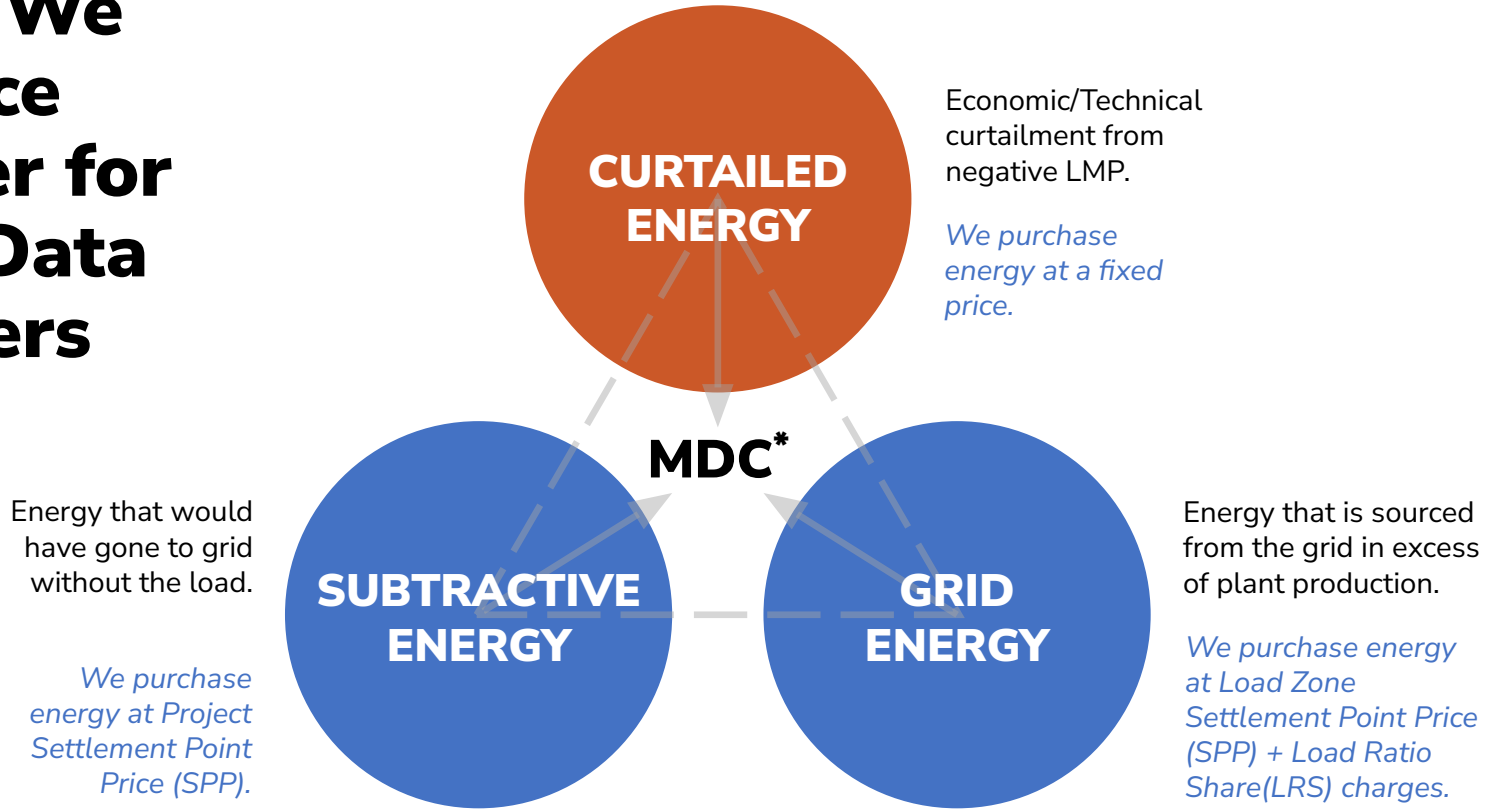 We
ce
er for
Data
ers
CURTAILED
ENERGY
Economic/Technical
curtailment from
negative LMP.
We purchase
energy at a fixed
price.
MDC*
Energy that would
have gone to grid
without the load.
We purchase
energy at Project
Settlement Point
Price (SPP).
SUBTRACTIVE
ENERGY
GRID
ENERGY
Energy that is sourced
from the grid in excess
of plant production.
We purchase energy
at Load Zone
Settlement Point Price
(SPP) + Load Ratio
Share(LRS) charges.